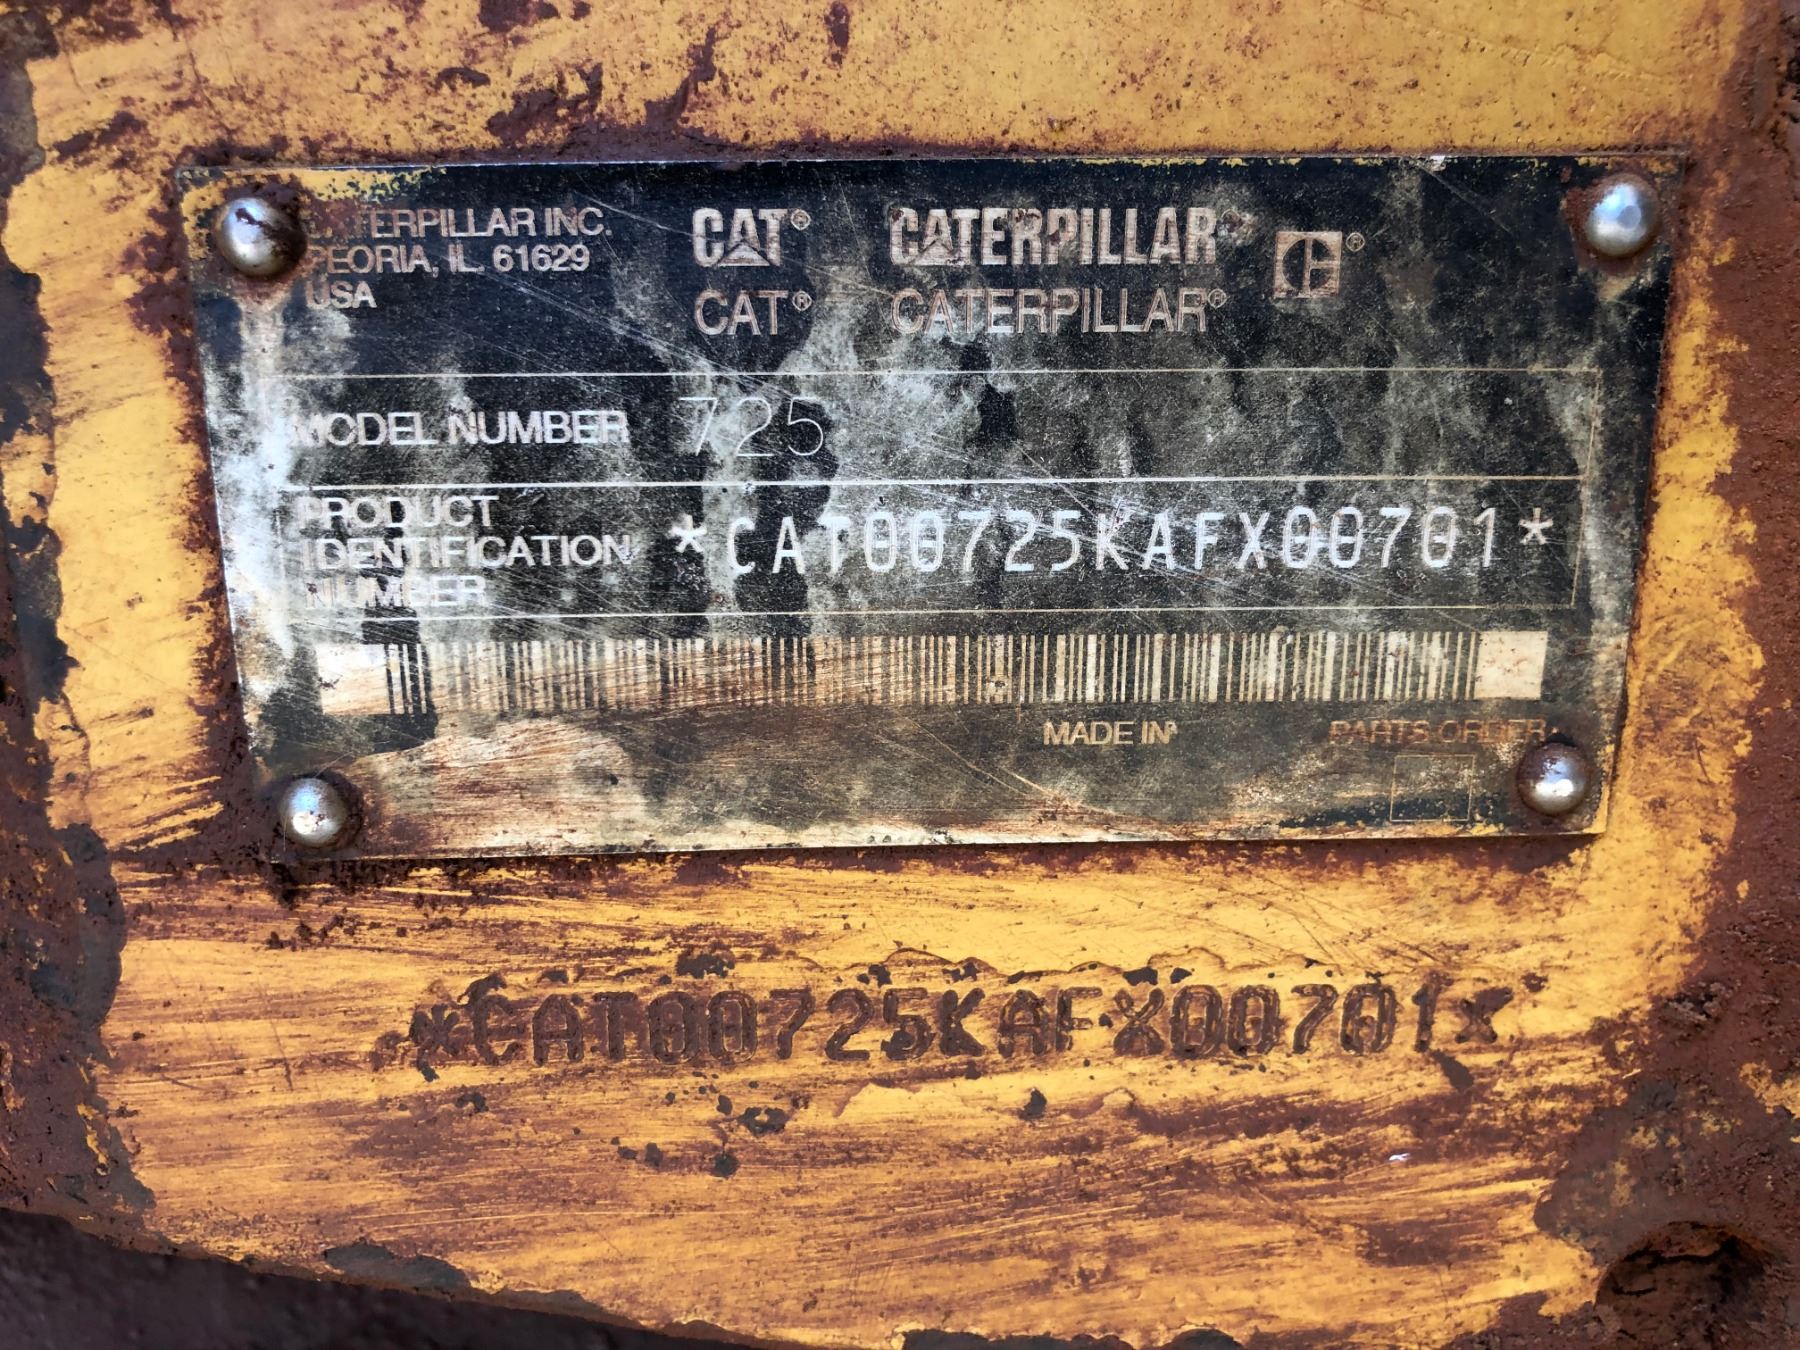 CATERPILLAR INC.
PEORIA, IL. 61629
USA
CAT® CATERPILLAR® C®
CAT® CATERPILLAR®
MODEL NUMBER 725
PRODUCT
IDENTIFICATION
NUMBER
*CAT00725KAFX00701*
MADE IN
PARTS ORDER
*CAT00725KAFX00701*